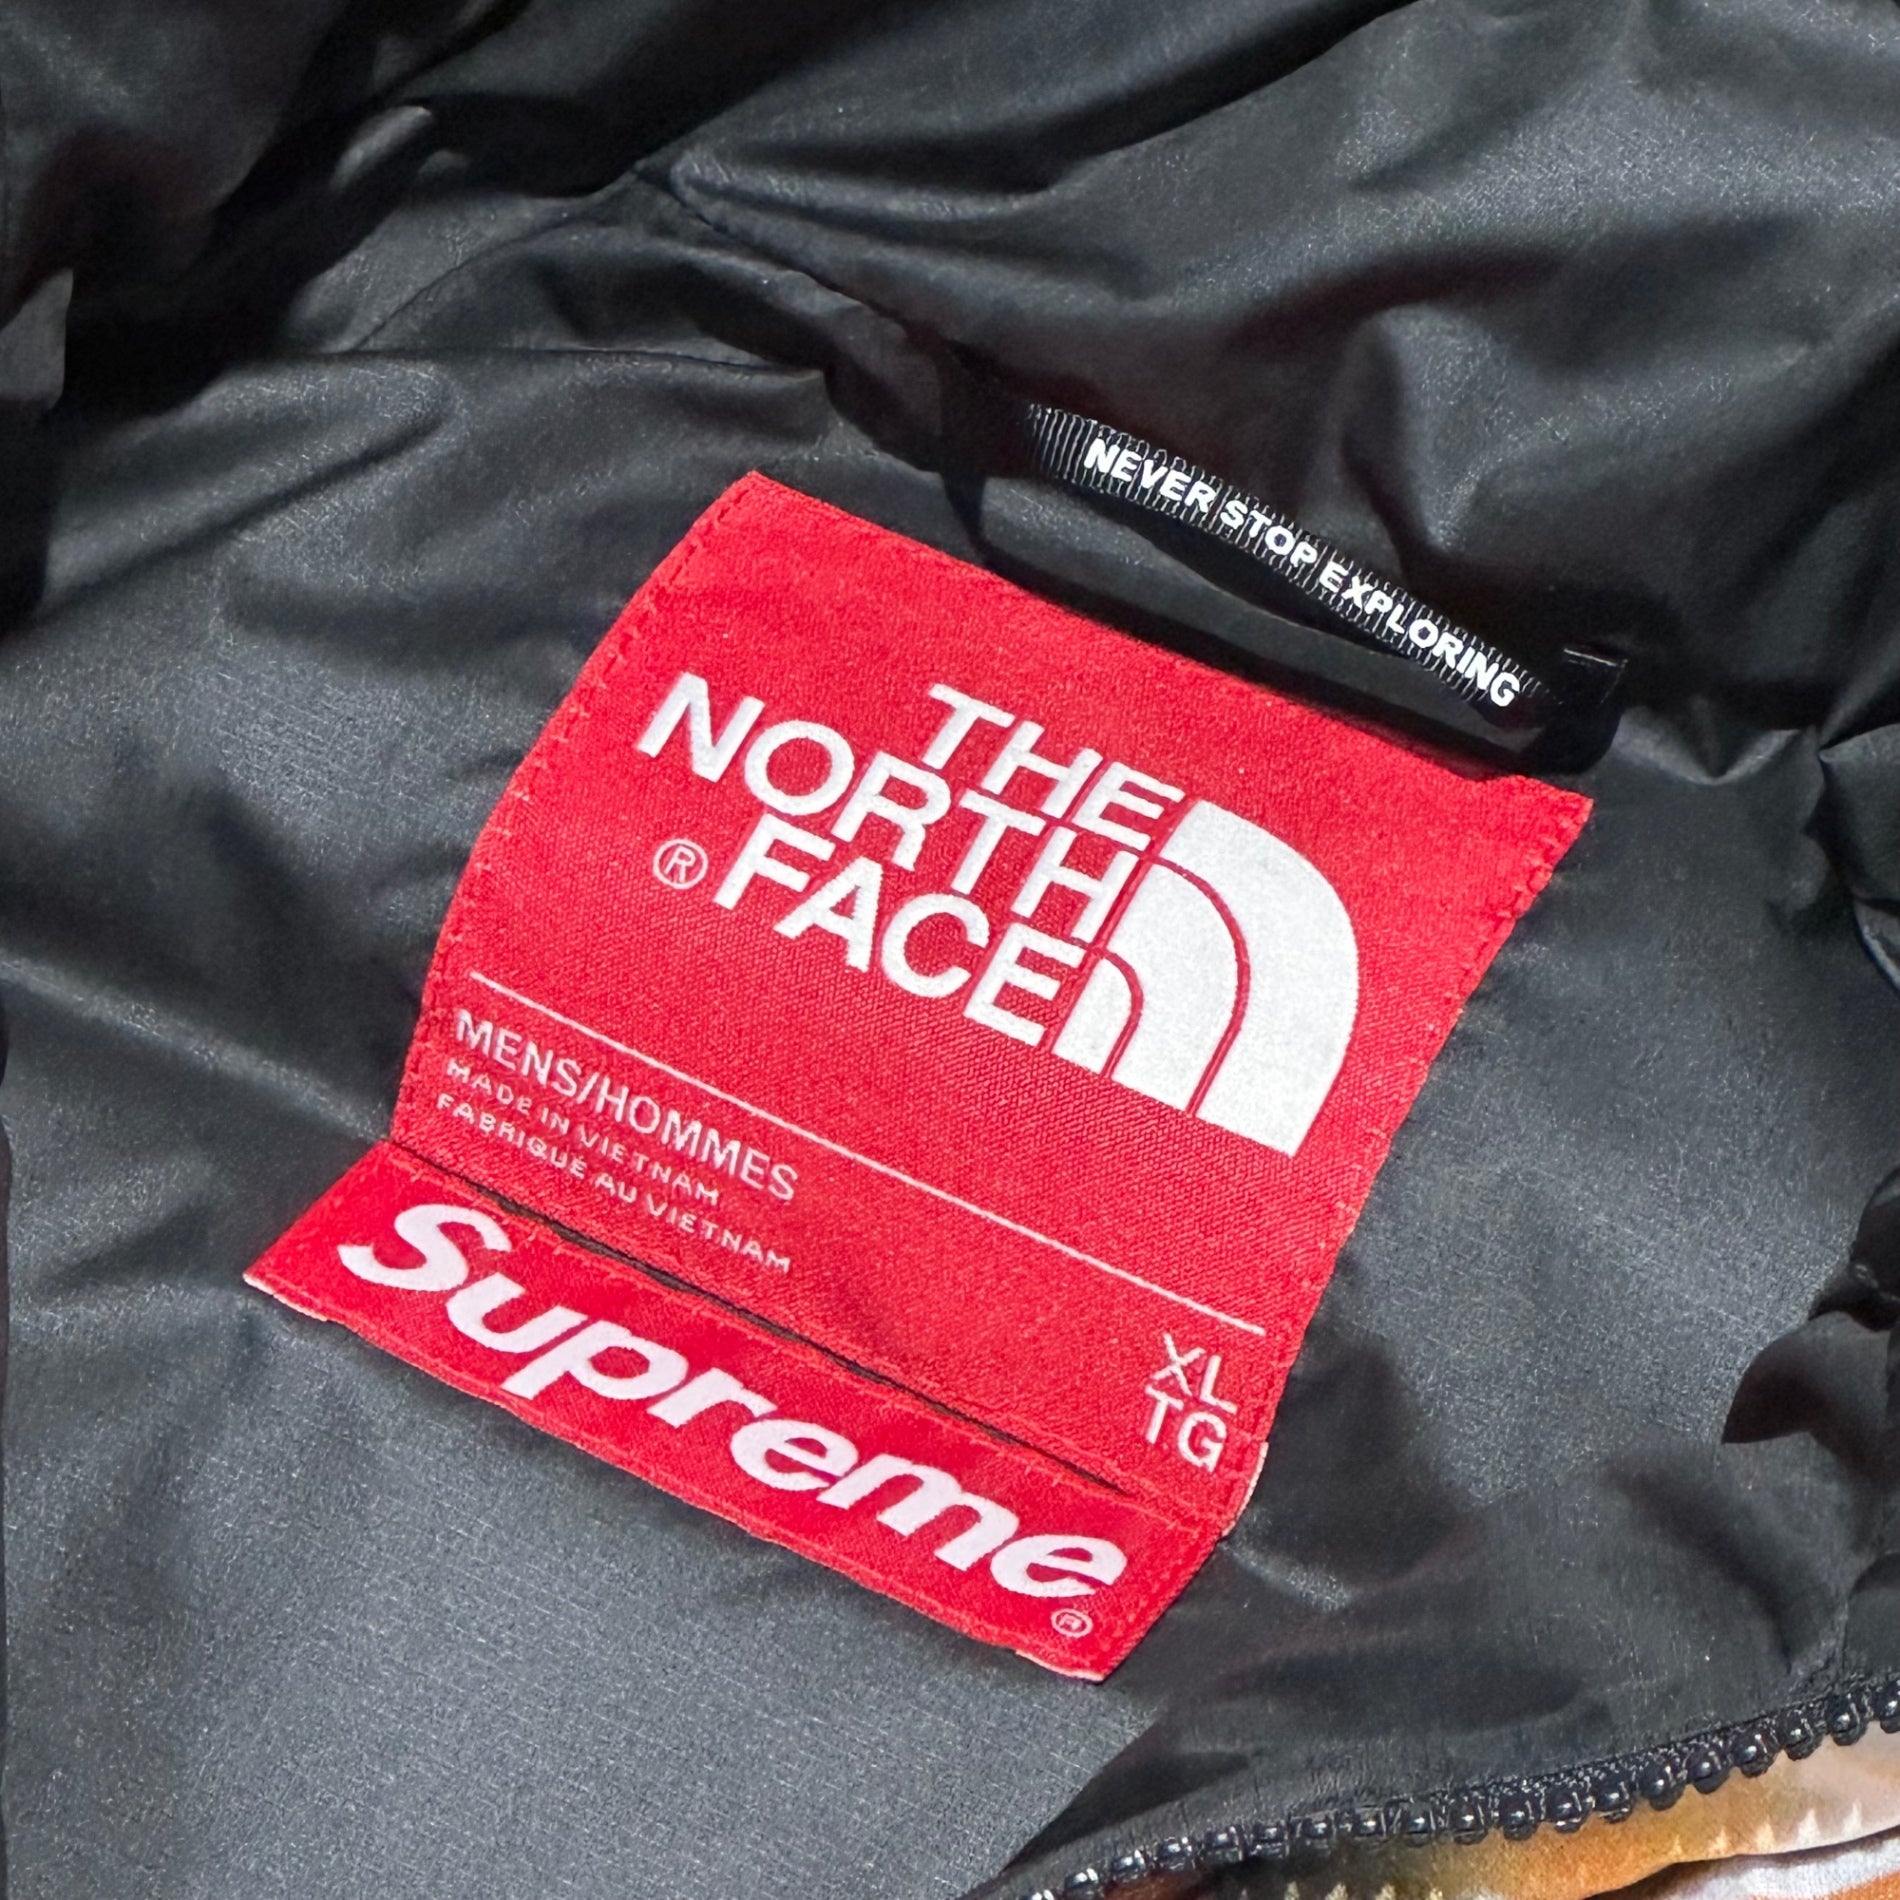 NEVER STOP EXPLORING
THE
NORTH
® FACE
MENS/HOMMES
MADE IN VIETNAM
FABRIQUÉ AU VIETNAM
XL
TG
Supreme®